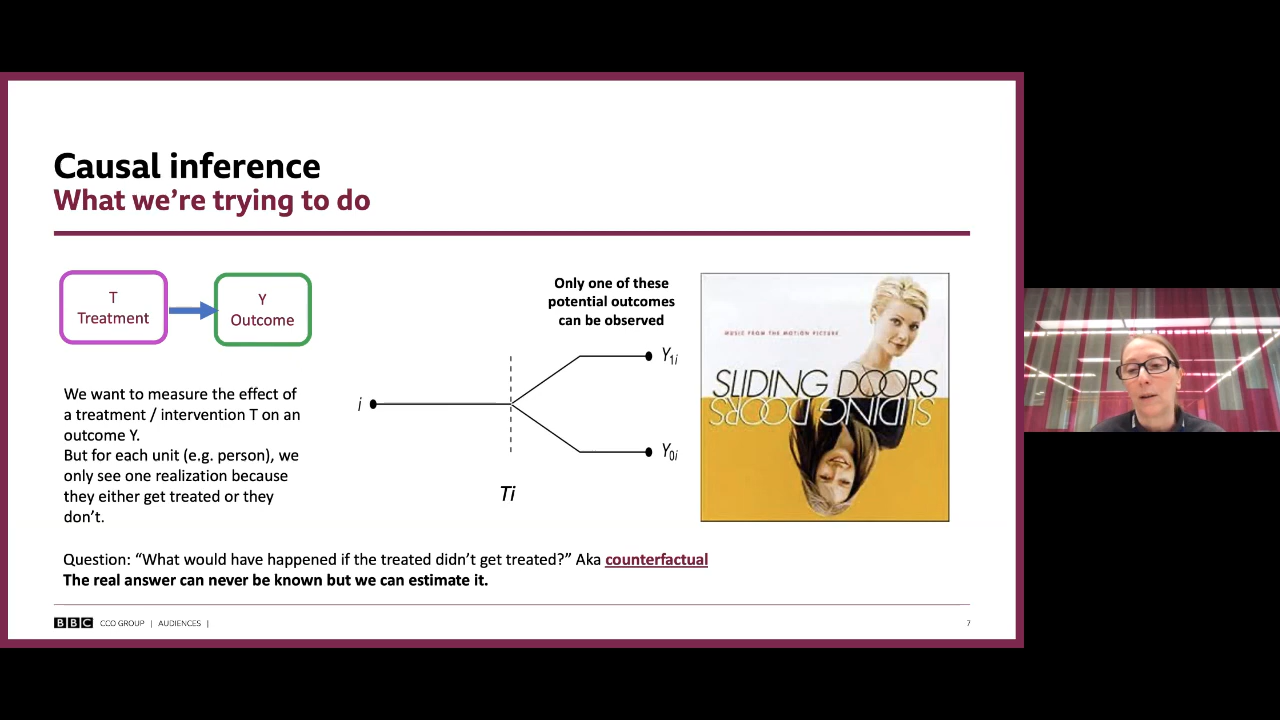 Causal inference
What we're trying to do
T
Treatment
Y
Outcome
We want to measure the effect of
a treatment / intervention T on an
outcome Y.
But for each unit (e.g. person), we
only see one realization because
they either get treated or they
don't.
Only one of these
potential outcomes
can be observed
i
Y1i
Y0i
Ti
MUSIC FROM THE MOTION PICTURE
SLIDING DOORS
SLIDING DOORS
Question: “What would have happened if the treated didn't get treated?” Aka counterfactual
The real answer can never be known but we can estimate it.
BBC CCO GROUP | AUDIENCES |
7